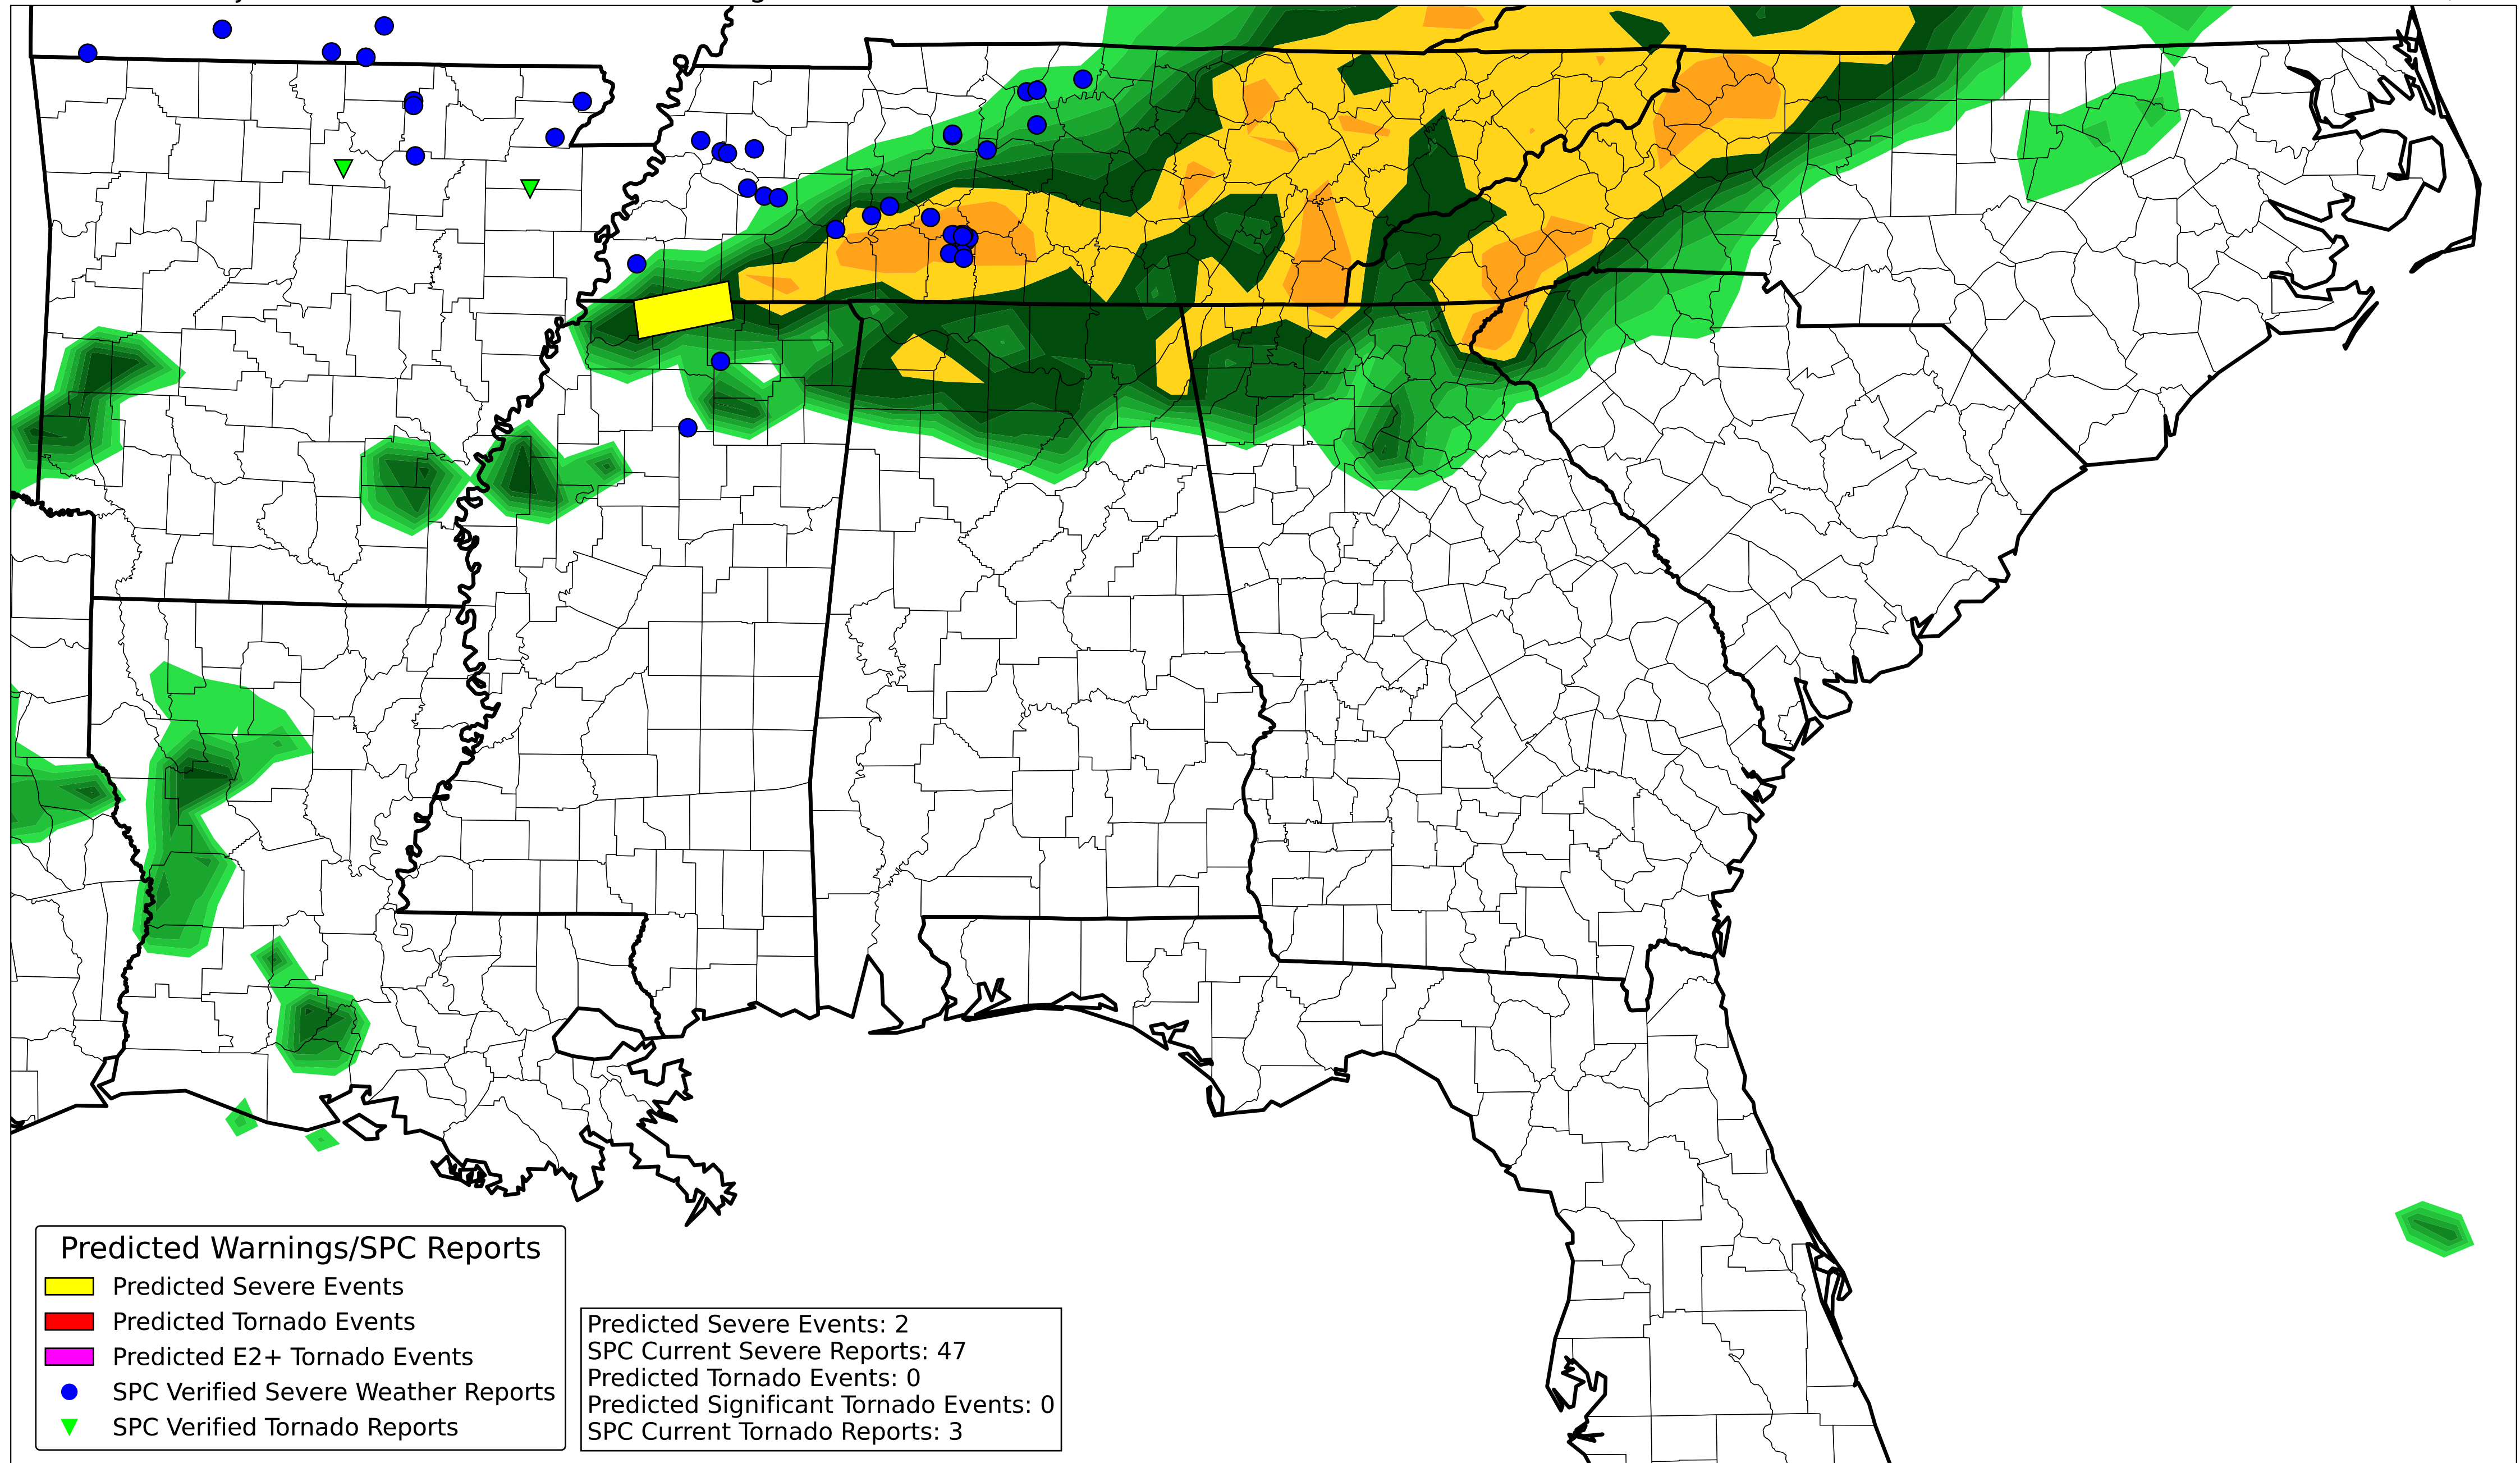 Predicted Warnings/SPC Reports
Predicted Severe Events
Predicted Tornado Events
Predicted E2+ Tornado Events
SPC Verified Severe Weather Reports
SPC Verified Tornado Reports
Predicted Severe Events: 2
SPC Current Severe Reports: 47
Predicted Tornado Events: 0
Predicted Significant Tornado Events: 0
SPC Current Tornado Reports: 3